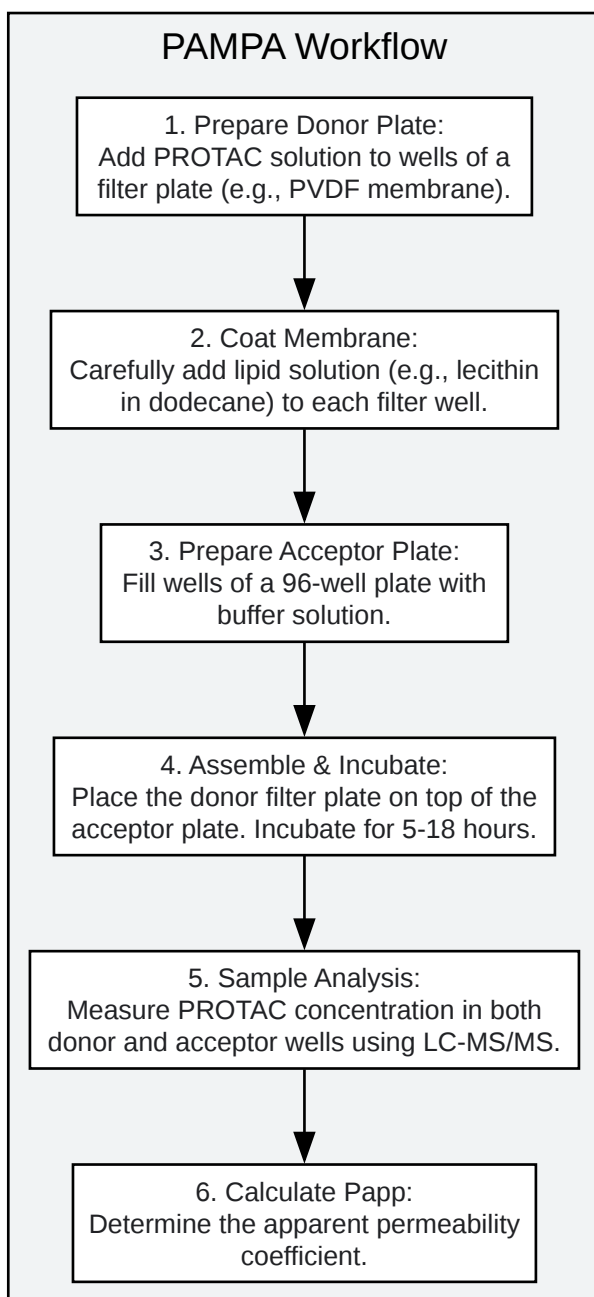 PAMPA Workflow
1. Prepare Donor Plate:
Add PROTAC solution to wells of a
filter plate (e.g., PVDF membrane).
2. Coat Membrane:
Carefully add lipid solution (e.g., lecithin
in dodecane) to each filter well.
3. Prepare Acceptor Plate:
Fill wells of a 96-well plate with
buffer solution.
4. Assemble & Incubate:
Place the donor filter plate on top of the
acceptor plate. Incubate for 5-18 hours.
5. Sample Analysis:
Measure PROTAC concentration in both
donor and acceptor wells using LC-MS/MS.
6. Calculate Papp:
Determine the apparent permeability
coefficient.